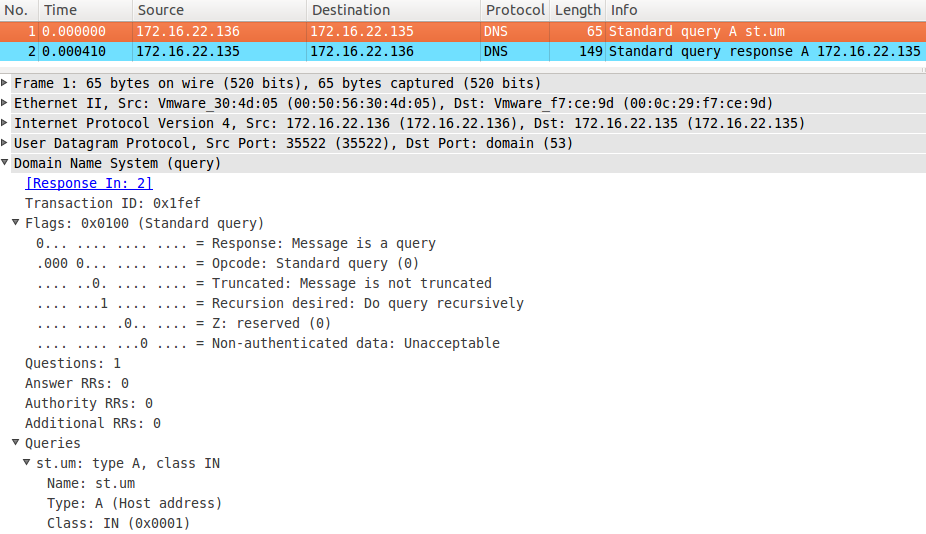 No. Time Source Destination Protocol Length Info
1 0.000000 172.16.22.136 172.16.22.135 DNS 65 Standard query A st.um
2 0.000410 172.16.22.135 172.16.22.136 DNS 149 Standard query response A 172.16.22.135
Frame 1: 65 bytes on wire (520 bits), 65 bytes captured (520 bits)
Ethernet II, Src: Vmware_30:4d:05 (00:50:56:30:4d:05), Dst: Vmware_f7:ce:9d (00:0c:29:f7:ce:9d)
Internet Protocol Version 4, Src: 172.16.22.136 (172.16.22.136), Dst: 172.16.22.135 (172.16.22.135)
User Datagram Protocol, Src Port: 35522 (35522), Dst Port: domain (53)
Domain Name System (query)
[Response In: 2]
Transaction ID: 0x1fef
Flags: 0x0100 (Standard query)
0... .... .... .... = Response: Message is a query
.000 0... .... .... = Opcode: Standard query (0)
.... ..0. .... .... = Truncated: Message is not truncated
.... ...1 .... .... = Recursion desired: Do query recursively
.... .... .0.. .... = Z: reserved (0)
.... .... ...0 .... = Non-authenticated data: Unacceptable
Questions: 1
Answer RRs: 0
Authority RRs: 0
Additional RRs: 0
Queries
st.um: type A, class IN
Name: st.um
Type: A (Host address)
Class: IN (0x0001)